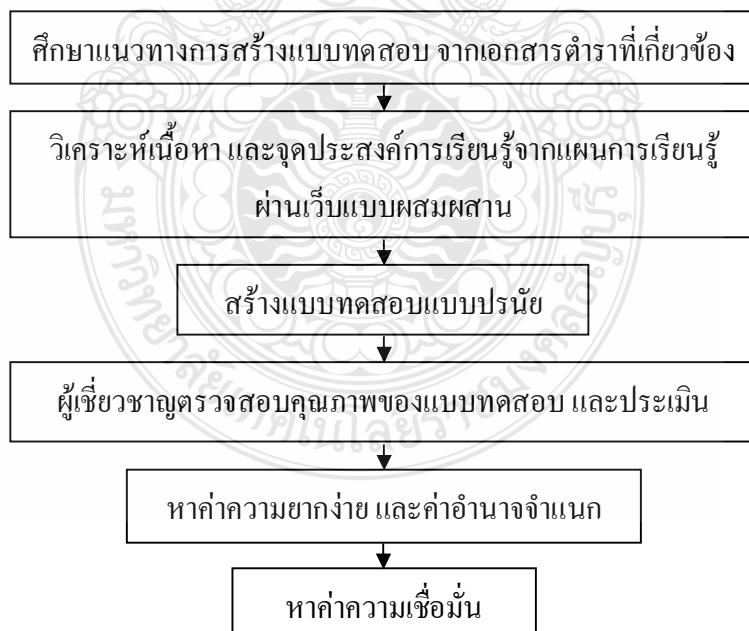 ศึกษาแนวทางการสร้างแบบทดสอบ จากเอกสารตำราที่เกี่ยวข้อง
วิเคราะห์เนื้อหา และจุดประสงค์การเรียนรู้จากแผนการเรียนรู้
ผ่านเว็บแบบผสมผสาน
สร้างแบบทดสอบแบบปรนัย
ผู้เชี่ยวชาญตรวจสอบคุณภาพของแบบทดสอบ และประเมิน
หาค่าความยากง่าย และค่าอำนาจจำแนก
หาค่าความเชื่อมั่น